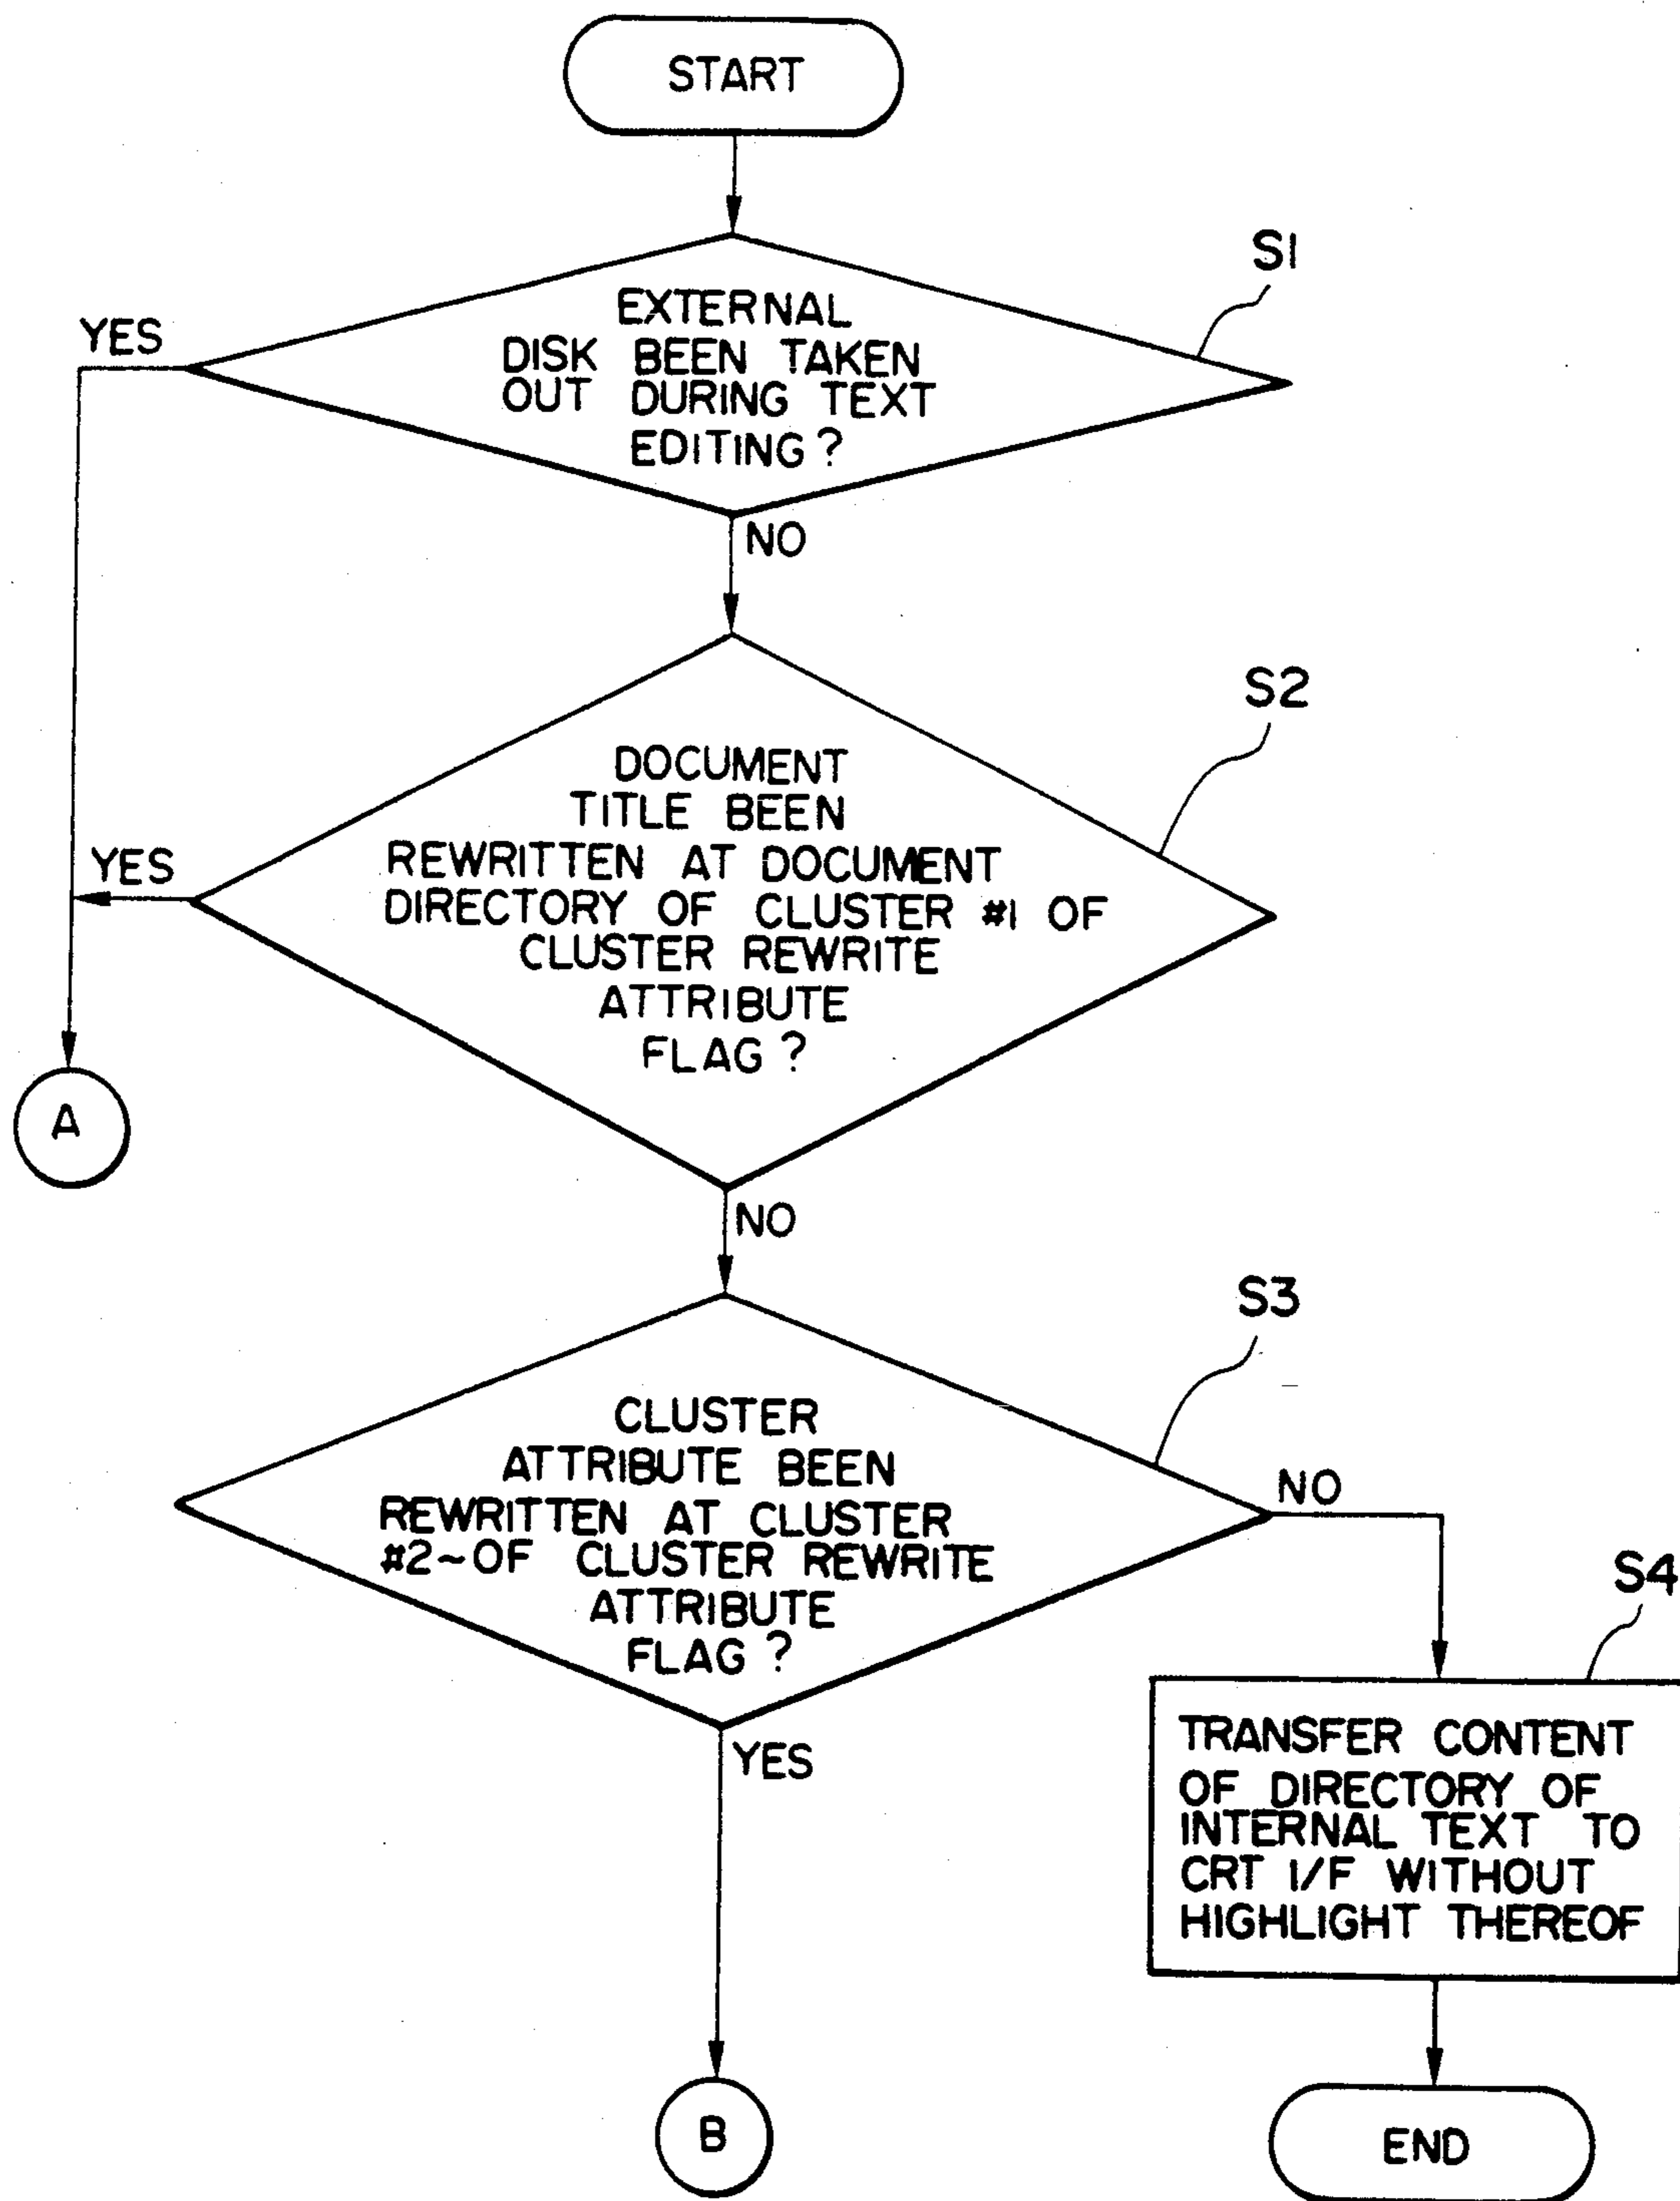 START
S1
EXTERNAL
DISK BEEN TAKEN
OUT DURING TEXT
EDITING?
YES
NO
S2
DOCUMENT
TITLE BEEN
REWRITTEN AT DOCUMENT
DIRECTORY OF CLUSTER #1 OF
CLUSTER REWRITE
ATTRIBUTE
FLAG?
YES
A
NO
S3
CLUSTER
ATTRIBUTE BEEN
REWRITTEN AT CLUSTER
#2~OF CLUSTER REWRITE
ATTRIBUTE
FLAG?
NO
YES
S4
TRANSFER CONTENT
OF DIRECTORY OF
INTERNAL TEXT TO
CRT I/F WITHOUT
HIGHLIGHT THEREOF
B
END